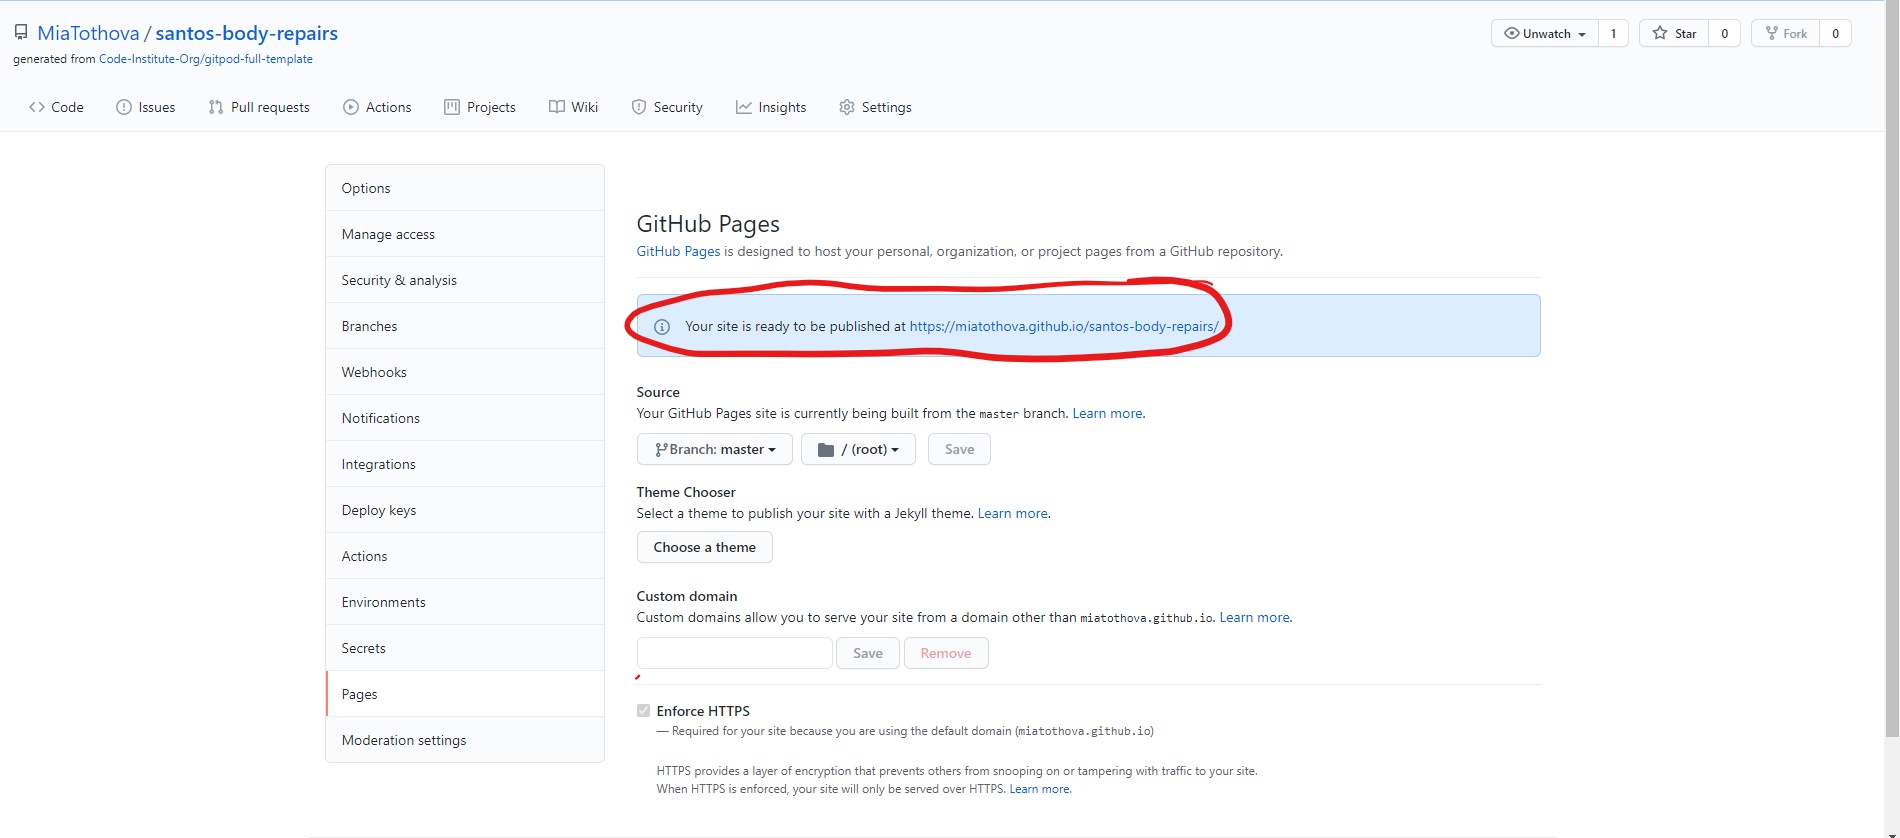 MiaTothova / santos-body-repairs
generated from Code-Institute-Org/gitpod-full-template
Unwatch 1 Star 0 Fork 0
Code Issues Pull requests Actions Projects Wiki Security Insights Settings
Options
Manage access
Security & analysis
Branches
Webhooks
Notifications
Integrations
Deploy keys
Actions
Environments
Secrets
Pages
Moderation settings
GitHub Pages
GitHub Pages is designed to host your personal, organization, or project pages from a GitHub repository.
Your site is ready to be published at https://miatothova.github.io/santos-body-repairs/
Source
Your GitHub Pages site is currently being built from the master branch. Learn more.
Branch: master / (root) Save
Theme Chooser
Select a theme to publish your site with a Jekyll theme. Learn more.
Choose a theme
Custom domain
Custom domains allow you to serve your site from a domain other than miatothova.github.io. Learn more.
Save Remove
Enforce HTTPS
— Required for your site because you are using the default domain (miatothova.github.io)
HTTPS provides a layer of encryption that prevents others from snooping on or tampering with traffic to your site.
When HTTPS is enforced, your site will only be served over HTTPS. Learn more.